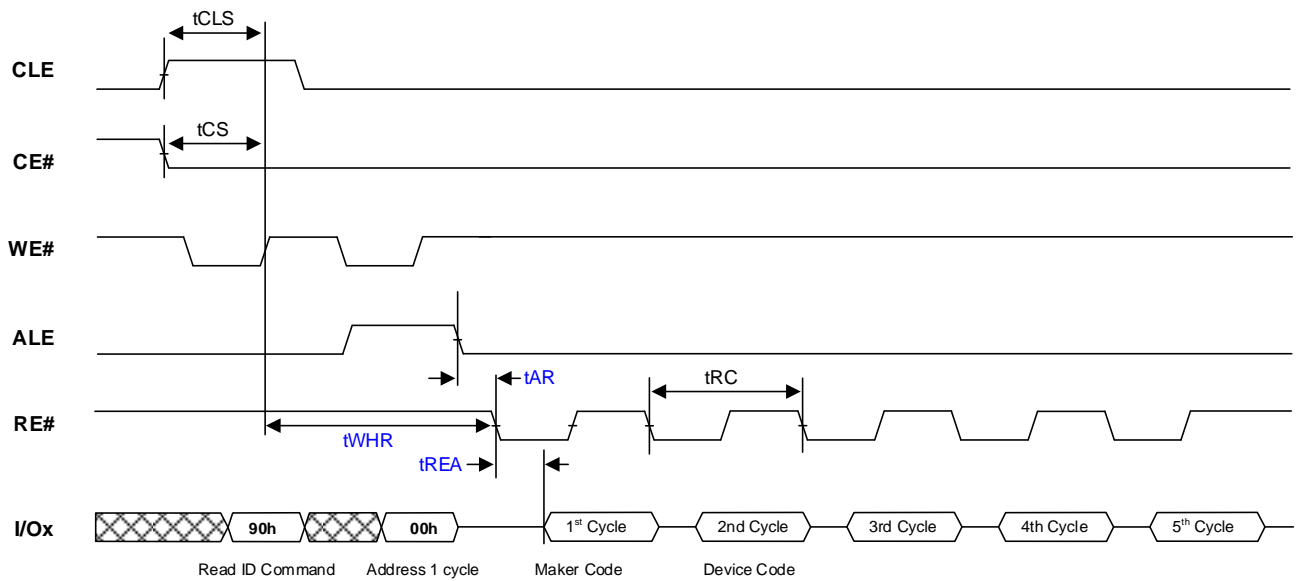 tCLS
CLE
tCS
CE#
WE#
ALE
tAR
tRC
RE#
tWHR
tREA
I/Ox
90h
00h
1st Cycle
2nd Cycle
3rd Cycle
4th Cycle
5th Cycle
Read ID Command
Address 1 cycle
Maker Code
Device Code